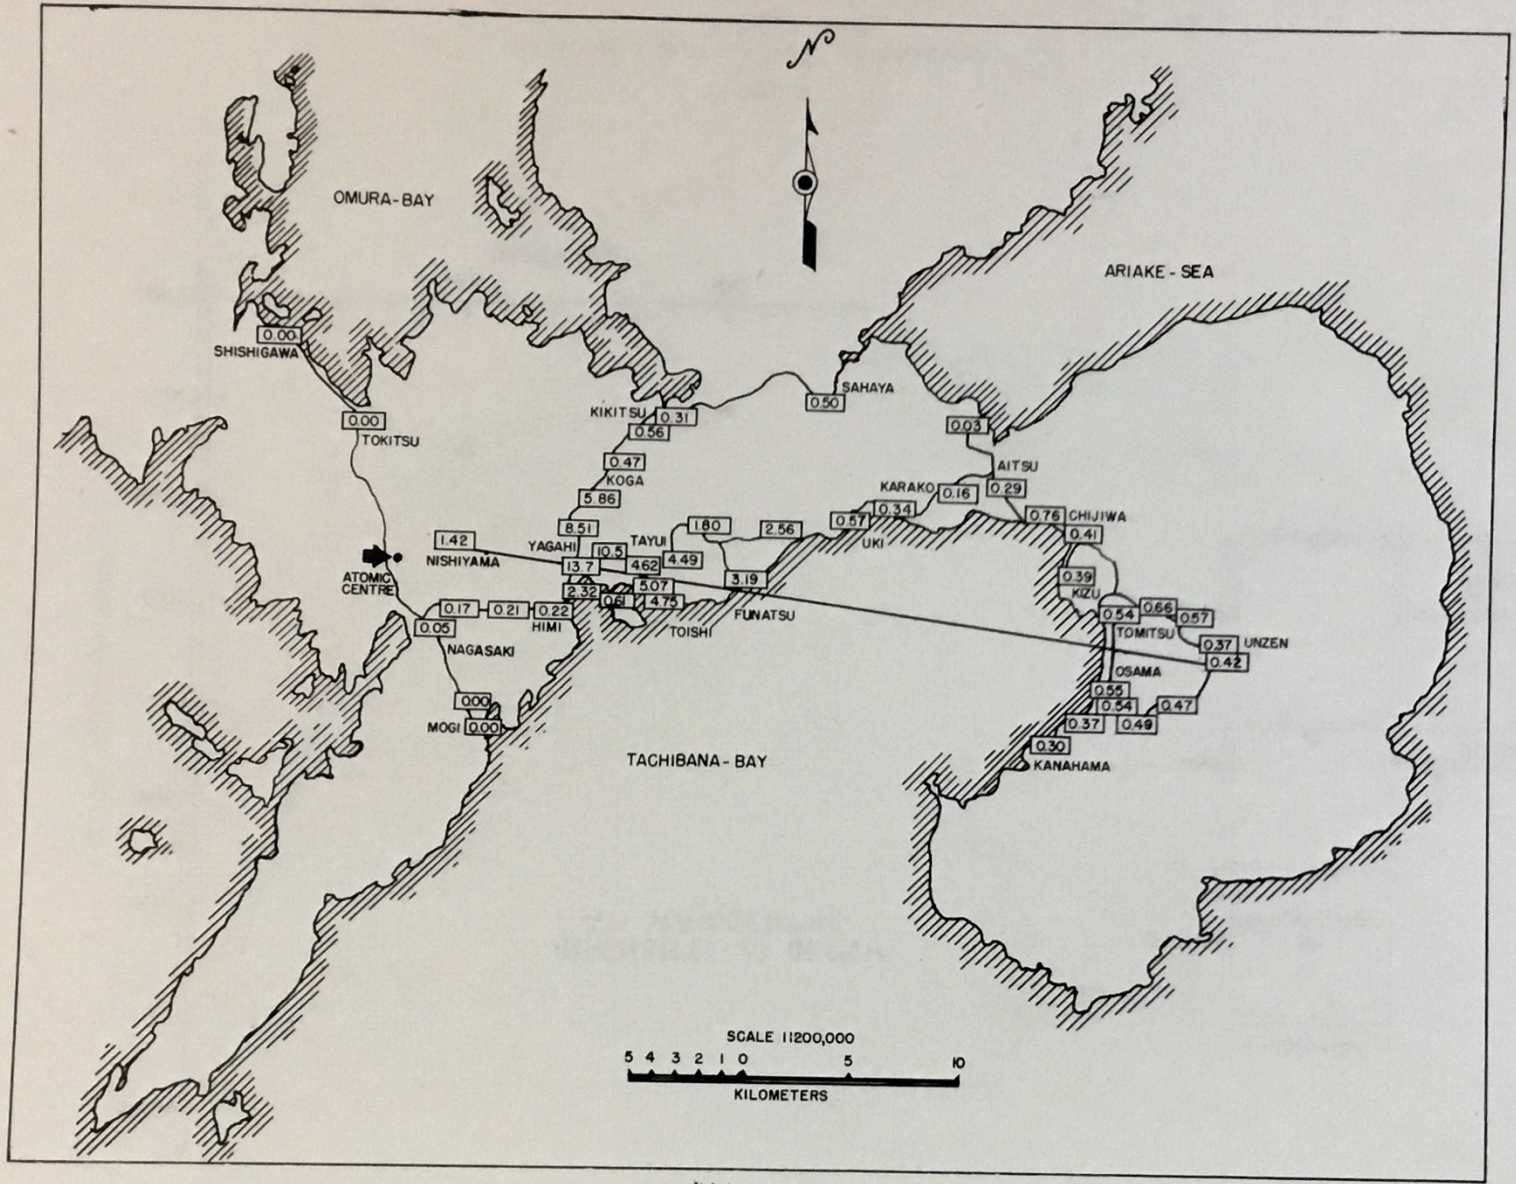 N
OMURA-BAY
ARIAKE-SEA
0.00
SHISHIGAWA
0.00
TOKITSU
SAHAYA
0.50
KIKITSU
0.31
0.56
0.03
0.47
KOGA
AITSU
KARAKO
0.16
0.29
5.86
0.34
0.57
UKI
0.76
CHIJIWA
0.41
8.51
TAYUI
1.80
2.56
1.42
NISHIYAMA
YAGAHI
10.5
4.49
13.7
4.62
ATOMIC
CENTRE
5.07
3.19
0.39
KIZU
2.32
0.61
4.75
FUNATSU
0.17
0.21
0.22
HIMI
TOISHI
0.05
NAGASAKI
0.54
0.66
0.57
TOMITSU
0.37
UNZEN
0.42
OSAMA
0.55
0.54
0.47
0.37
0.49
0.30
KANAHAMA
0.00
MOGI
0.00
TACHIBANA-BAY
SCALE 1:200,000
5 4 3 2 1 0 5 10
KILOMETERS